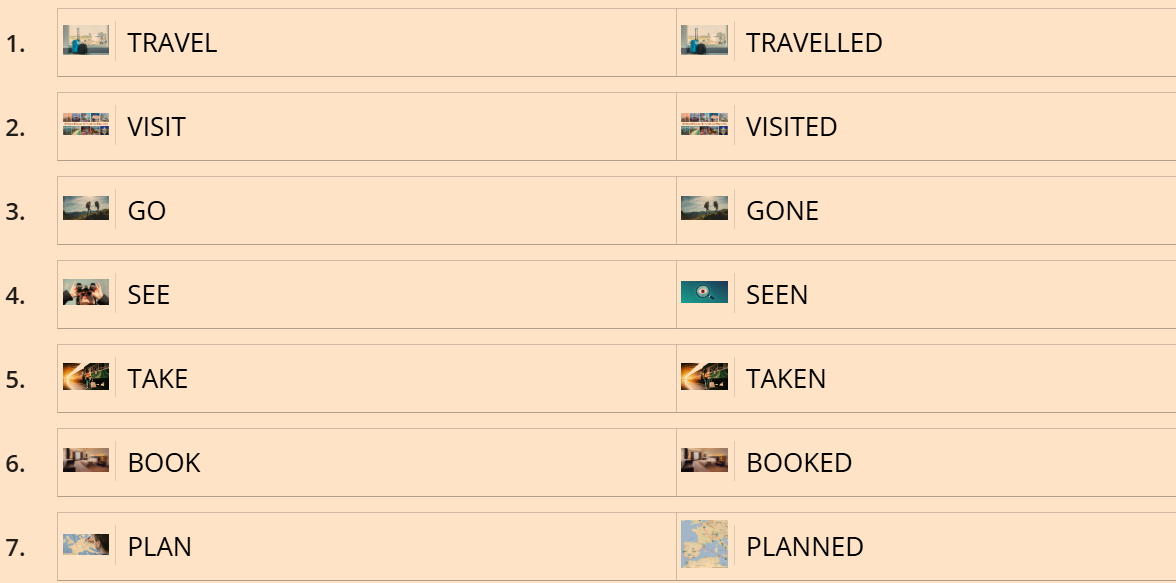 1. TRAVEL TRAVELLED
2. VISIT VISITED
3. GO GONE
4. SEE SEEN
5. TAKE TAKEN
6. BOOK BOOKED
7. PLAN PLANNED